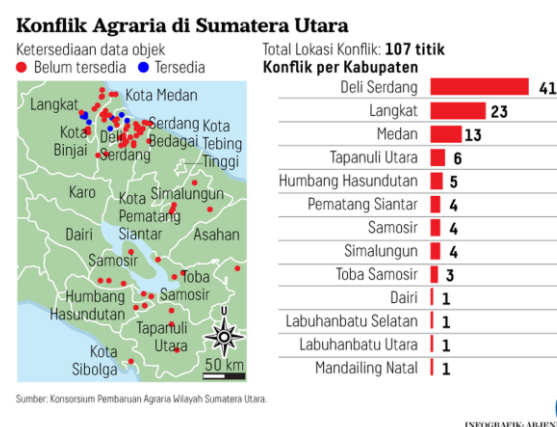 Konflik Agraria di Sumatera Utara
Ketersediaan data objek
Belum tersedia
Tersedia
Langkat
Kota Medan
Kota
Binjai
Deli
Serdang
Serdang
Bedagai
Kota
Tebing
Tinggi
Karo
Kota
Pematang
Siantar
Simalungun
Dairi
Asahan
Samosir
Toba
Samosir
Humbang
Hasundutan
Tapanuli
Utara
Kota
Sibolga
U
50 km
Total Lokasi Konflik: 107 titik
Konflik per Kabupaten
Deli Serdang 41
Langkat 23
Medan 13
Tapanuli Utara 6
Humbang Hasundutan 5
Pematang Siantar 4
Samosir 4
Simalungun 4
Toba Samosir 3
Dairi 1
Labuhanbatu Selatan 1
Labuhanbatu Utara 1
Mandailing Natal 1
Sumber: Konsorsium Pembaruan Agraria Wilayah Sumatera Utara.
INFOGRAFIK: